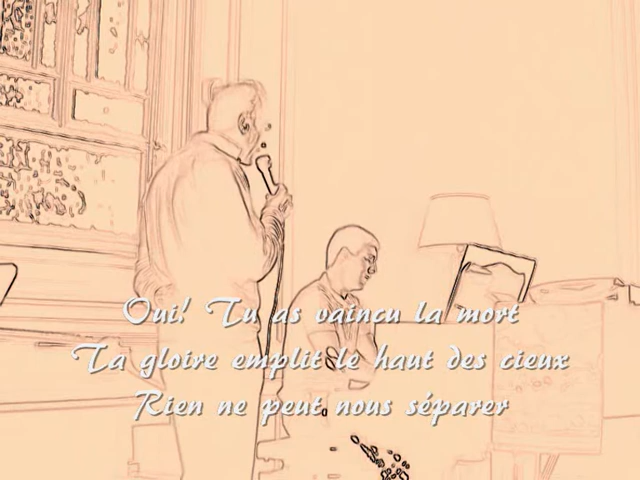 Oui! Tu as vaincu la mort
Ta gloire emplit le haut des cieux
Rien ne peut nous séparer